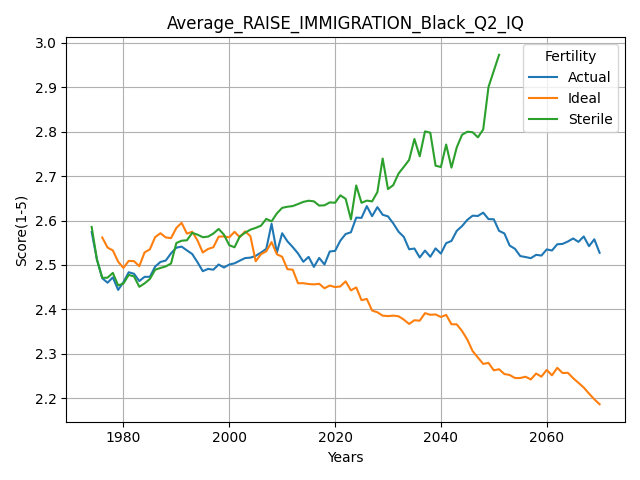 Average_RAISE_IMMIGRATION_Black_Q2_IQ
Fertility
Actual
Ideal
Sterile
Score(1-5)
3.0
2.9
2.8
2.7
2.6
2.5
2.4
2.3
2.2
1980 2000 2020 2040 2060
Years